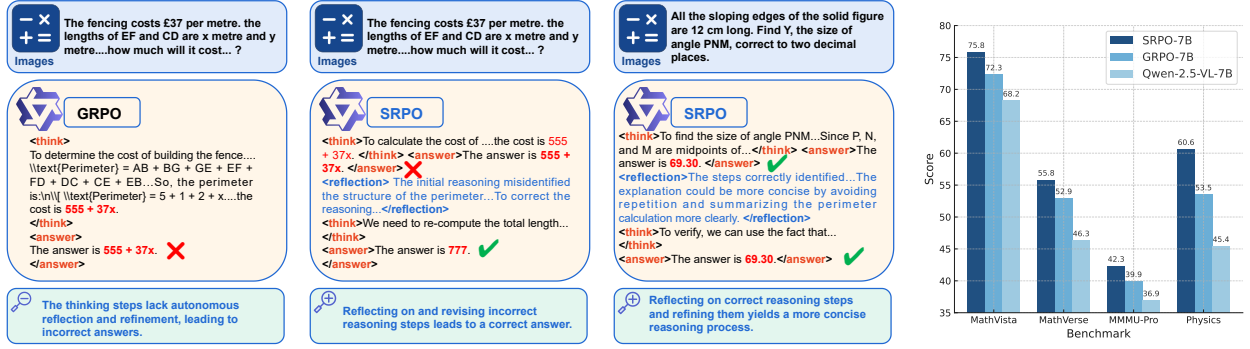 The fencing costs £37 per metre. the
lengths of EF and CD are x metre and y
metre....how much will it cost... ?
Images
GRPO
<think>
To determine the cost of building the fence....
\\text{Perimeter} = AB + BG + GE + EF +
FD + DC + CE + EB...So, the perimeter
is:\n\\[ \\text{Perimeter} = 5 + 1 + 2 + x....the
cost is 555 + 37x.
</think>
<answer>
The answer is 555 + 37x.
</answer>
The thinking steps lack autonomous
reflection and refinement, leading to
incorrect answers.
The fencing costs £37 per metre. the
lengths of EF and CD are x metre and y
metre....how much will it cost... ?
Images
SRPO
<think>To calculate the cost of ....the cost is 555
+ 37x. </think> <answer>The answer is 555 +
37x. </answer>
<reflection> The initial reasoning misidentified
the structure of the perimeter...To correct the
reasoning...</reflection>
<think>We need to re-compute the total length...
</think>
<answer>The answer is 777.
</answer>
Reflecting on and revising incorrect
reasoning steps leads to a correct answer.
All the sloping edges of the solid figure
are 12 cm long. Find Y, the size of
angle PNM, correct to two decimal
places.
Images
SRPO
<think>To find the size of angle PNM...Since P, N,
and M are midpoints of...</think> <answer>The
answer is 69.30. </answer>
<reflection>The steps correctly identified...The
explanation could be more concise by avoiding
repetition and summarizing the perimeter
calculation more clearly. </reflection>
<think>To verify, we can use the fact that...
</think>
<answer>The answer is 69.30.</answer>
Reflecting on correct reasoning steps
and refining them yields a more concise
reasoning process.
SRPO-7B
GRPO-7B
Qwen-2.5-VL-7B
Score
80
75
70
65
60
55
50
45
40
35
75.8
72.3
68.2
55.8
52.9
46.3
42.3
39.9
36.9
60.6
53.5
45.4
MathVista
MathVerse
MMMU-Pro
Physics
Benchmark